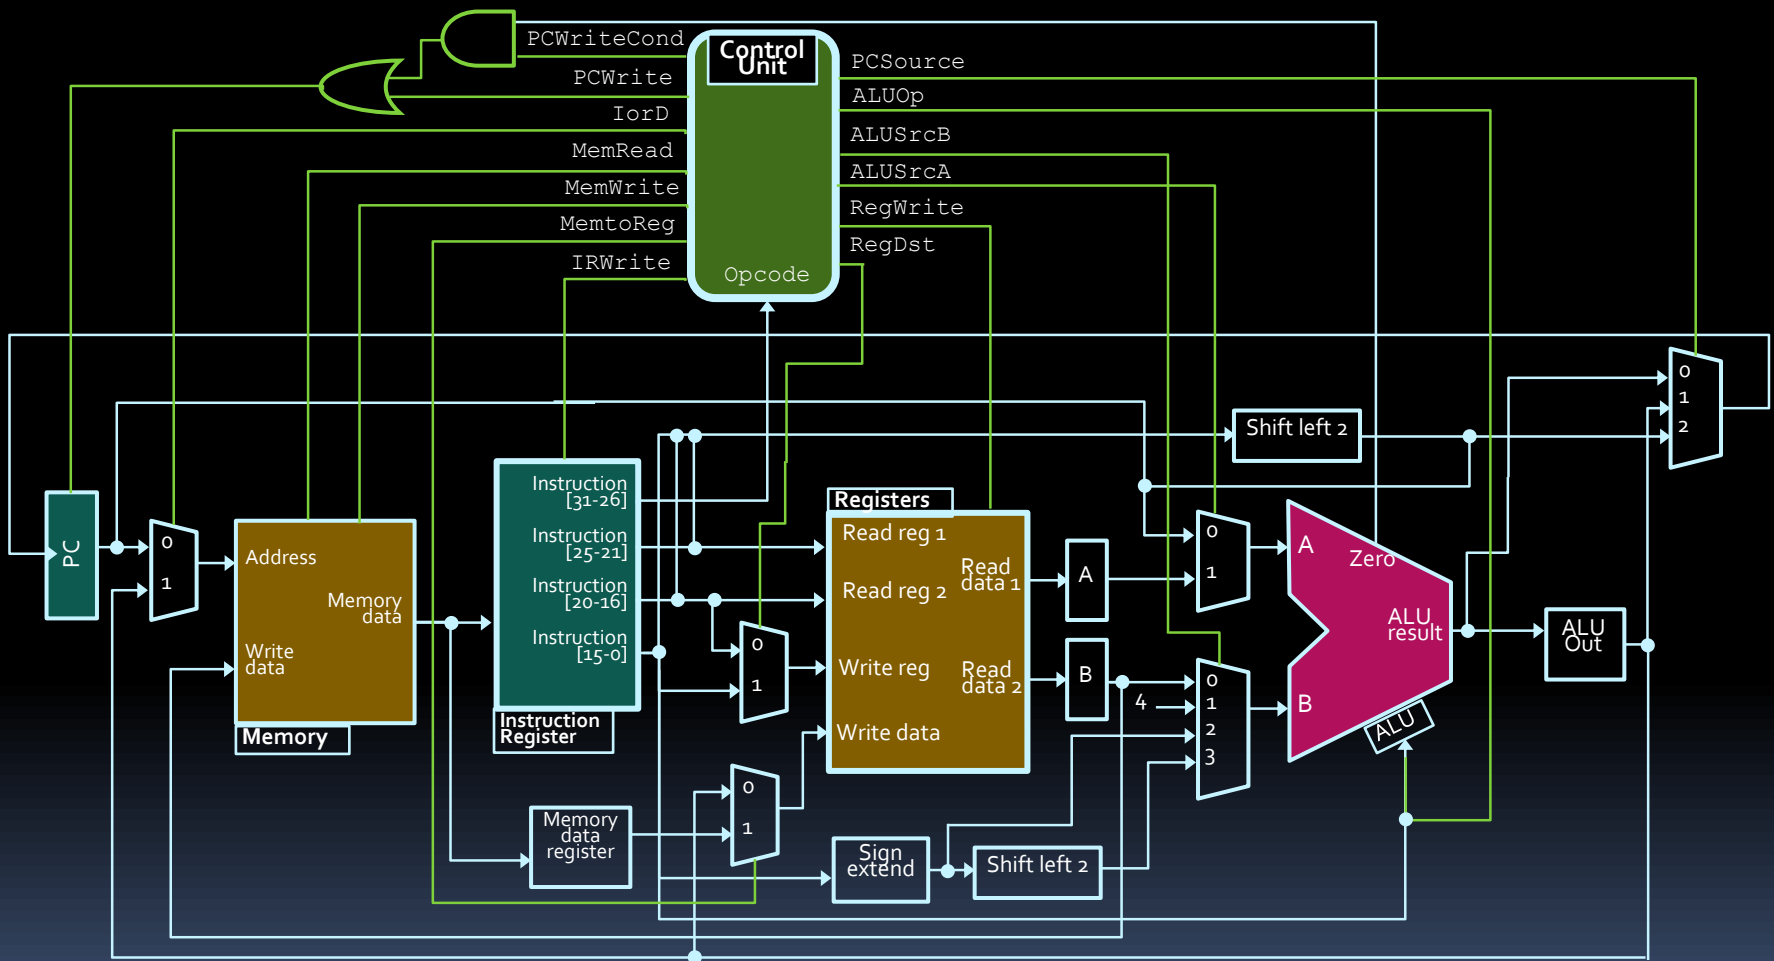 PCWriteCond
PCWrite
IorD
MemRead
MemWrite
MemtoReg
IRWrite
Control
Unit
Opcode
PCSource
ALUOp
ALUSrcB
ALUSrcA
RegWrite
RegDst
PC
0
1
Address
Memory
data
Write
data
Memory
Instruction
[31-26]
Instruction
[25-21]
Instruction
[20-16]
Instruction
[15-0]
Instruction
Register
0
1
Memory
data
register
0
1
Registers
Read reg 1
Read reg 2
Write reg
Write data
Read
data 1
Read
data 2
Sign
extend
Shift left 2
A
B
Shift left 2
0
1
4
0
1
2
3
A
B
Zero
ALU
result
ALU
ALU
Out
0
1
2